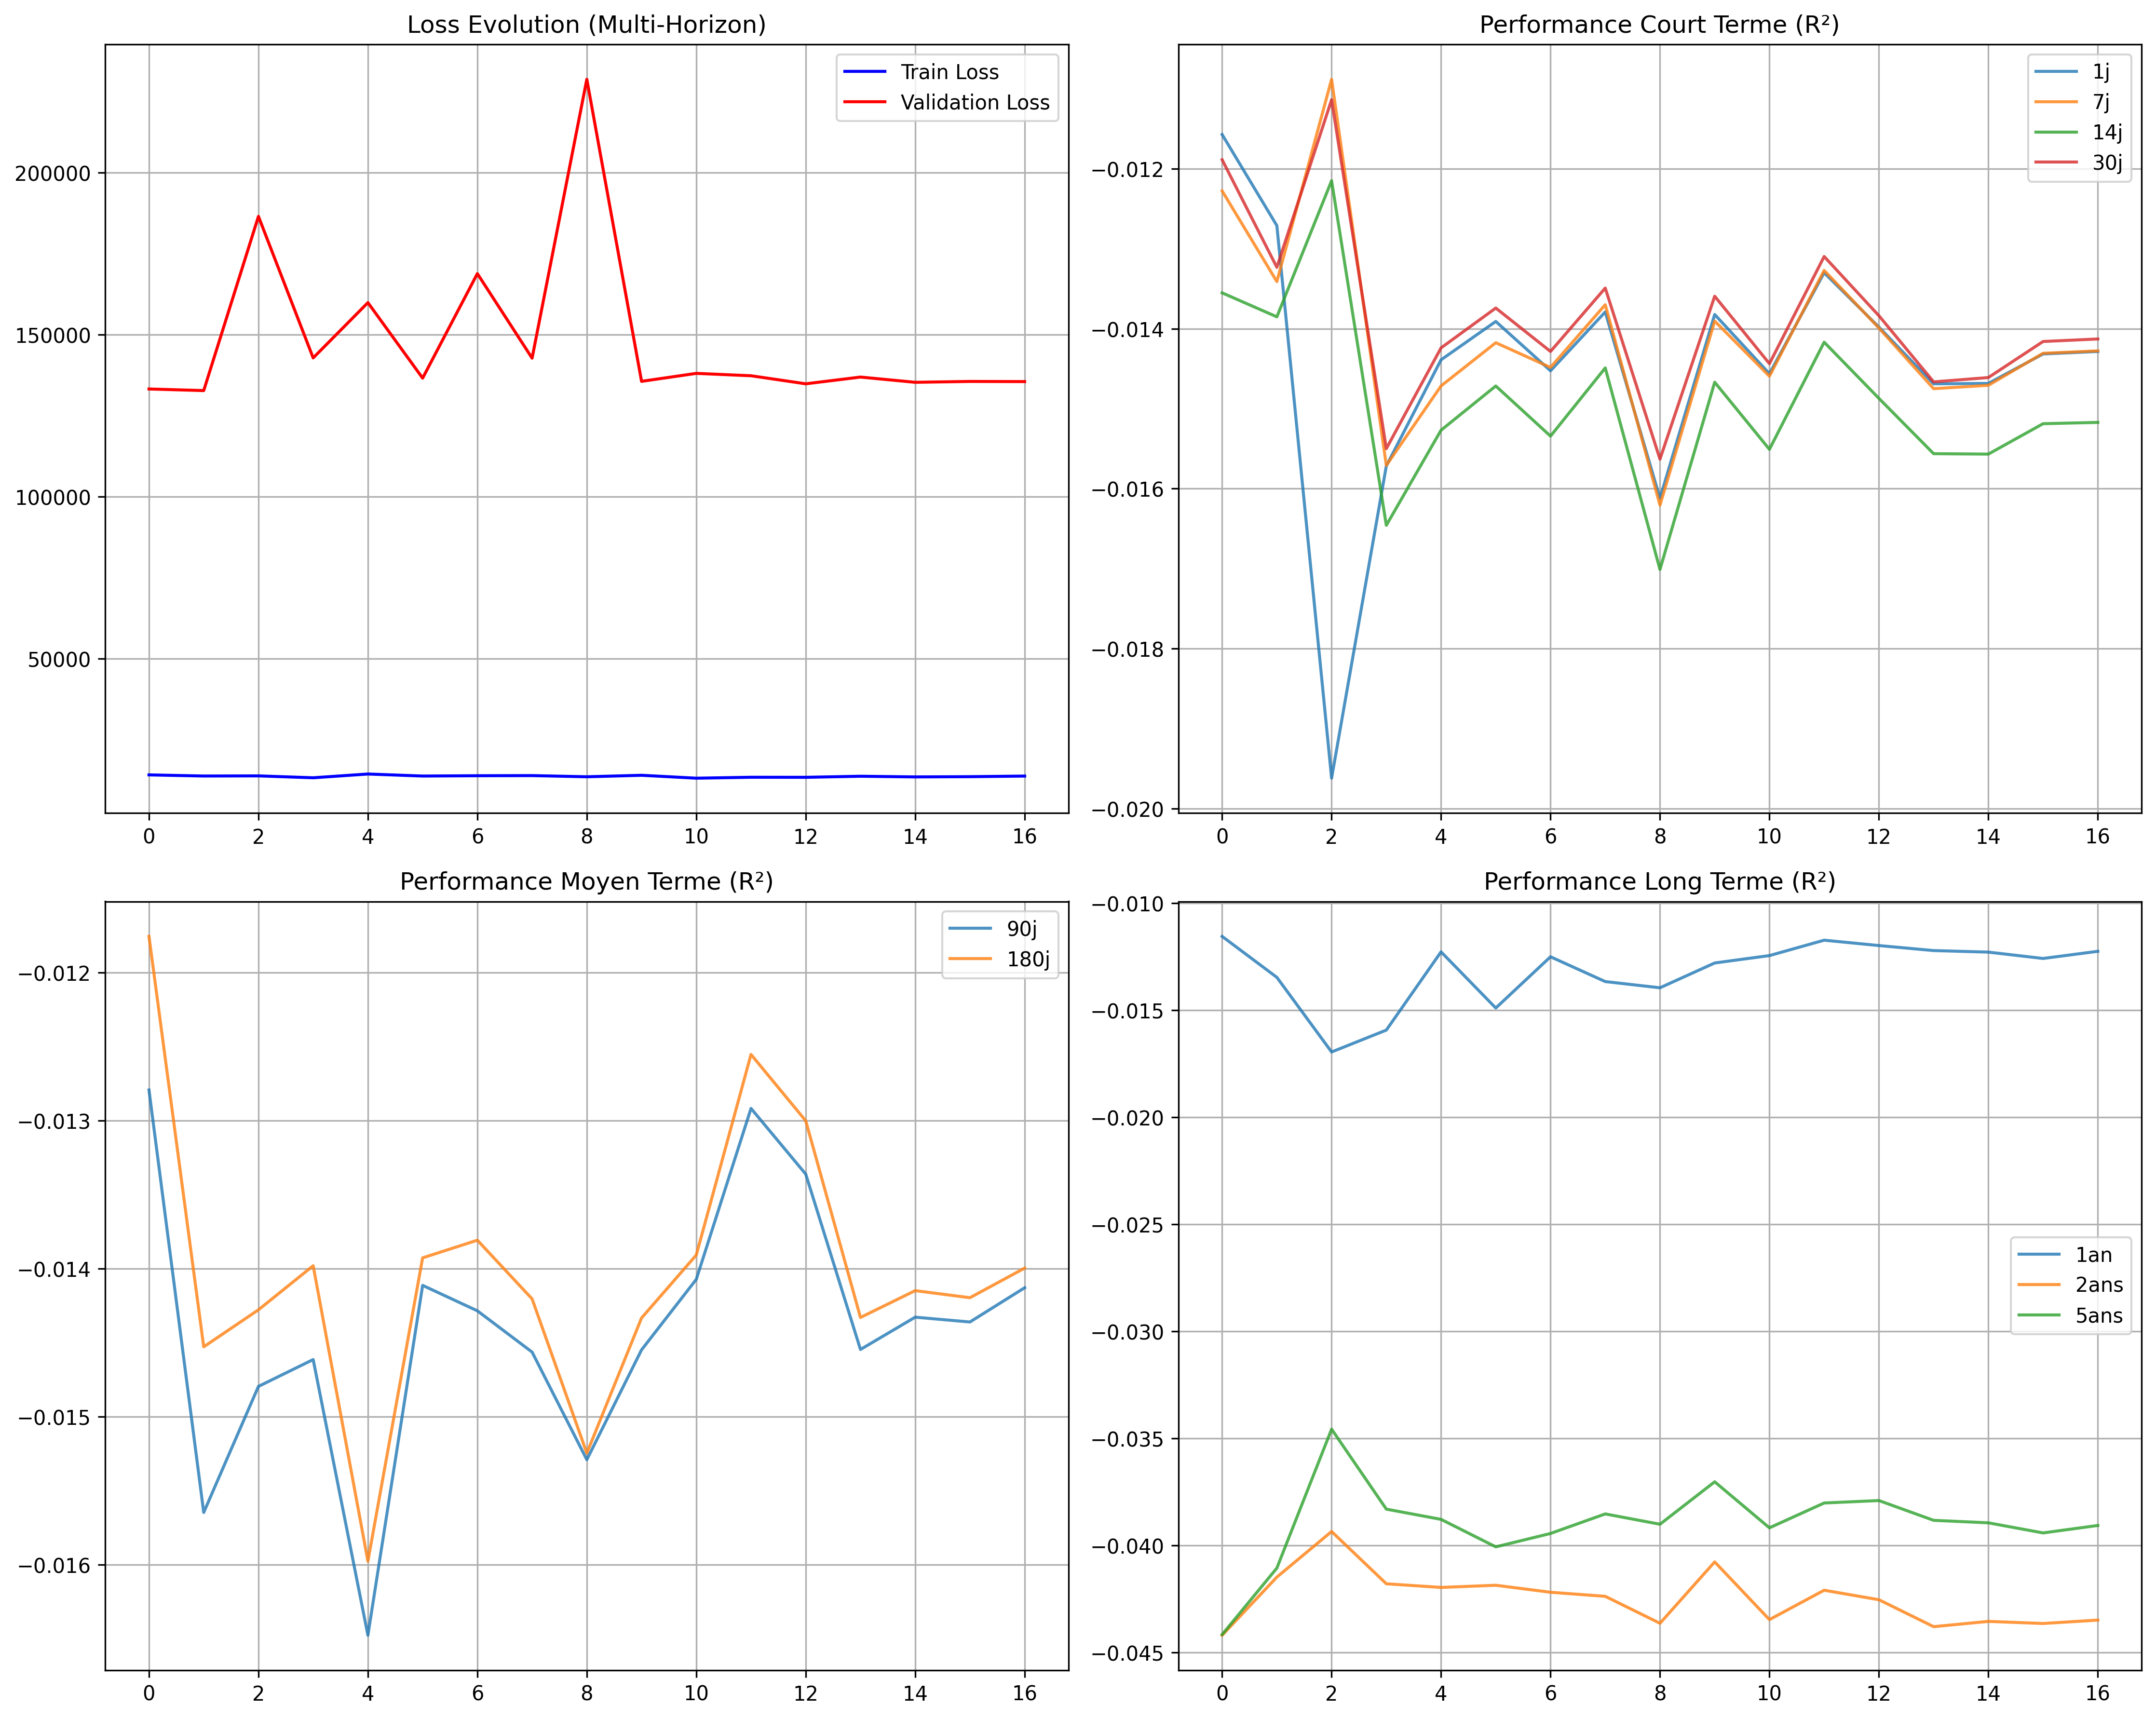 Loss Evolution (Multi-Horizon)
Train Loss
Validation Loss
200000
150000
100000
50000
0 2 4 6 8 10 12 14 16
Performance Court Terme (R²)
1j
7j
14j
30j
−0.012
−0.014
−0.016
−0.018
−0.020
0 2 4 6 8 10 12 14 16
Performance Moyen Terme (R²)
90j
180j
−0.012
−0.013
−0.014
−0.015
−0.016
0 2 4 6 8 10 12 14 16
Performance Long Terme (R²)
−0.010
−0.015
−0.020
−0.025
−0.030
−0.035
−0.040
−0.045
1an
2ans
5ans
0 2 4 6 8 10 12 14 16